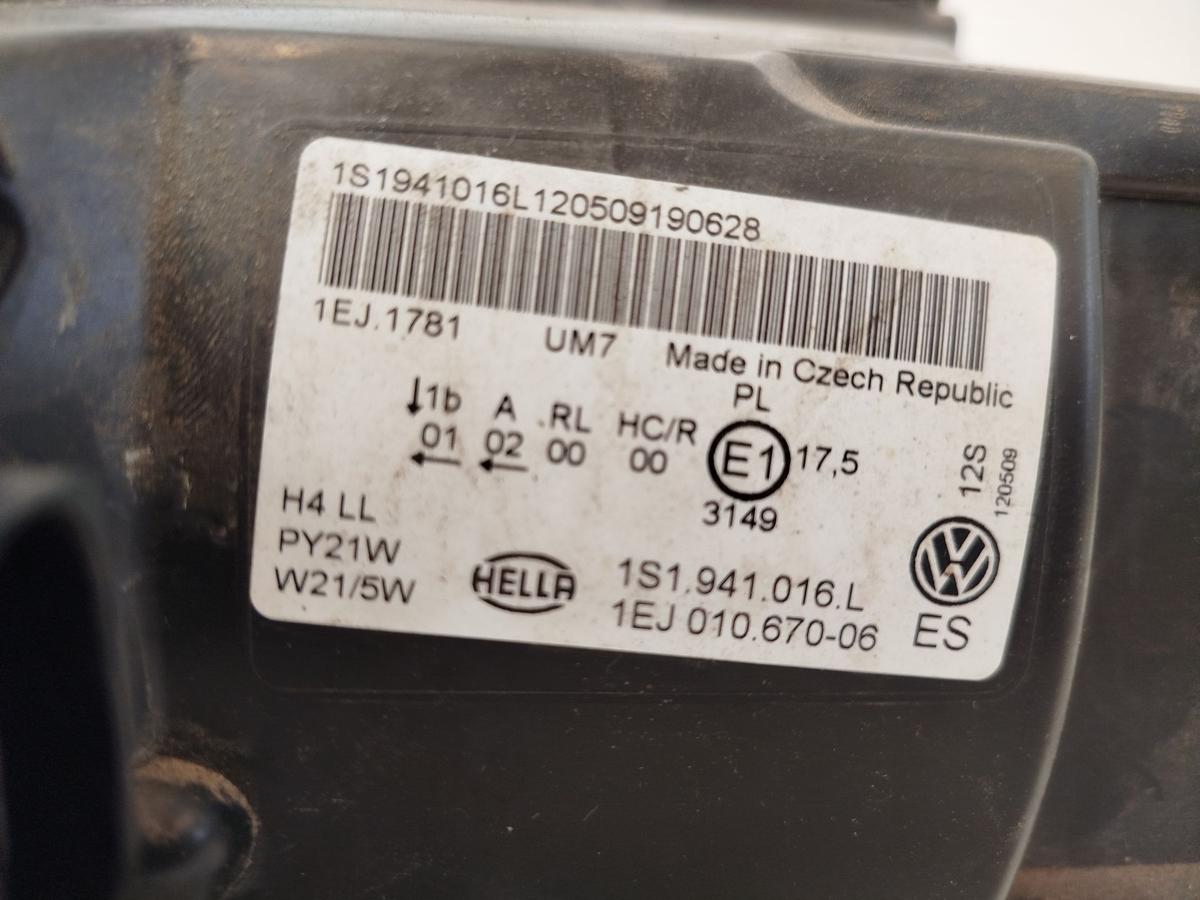 1S1941016L120509190628
1EJ.1781 UM7 Made in Czech Republic
PL
↓1b A RL HC/R
01 02 00 00 E1 17,5
← ←
3149
12S
120509
H4 LL
PY21W
W21/5W
HELLA
1S1.941.016.L
1EJ 010.670-06
VW
ES